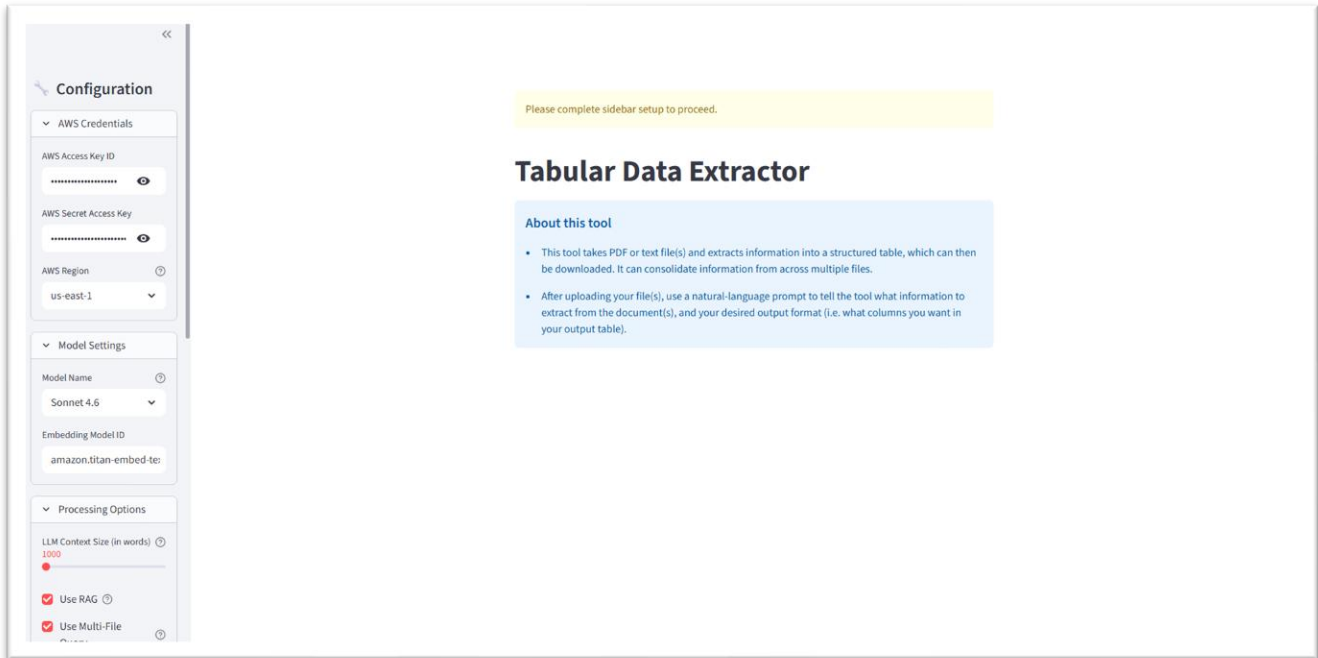 Configuration
AWS Credentials
AWS Access Key ID
AWS Secret Access Key
AWS Region
us-east-1
Model Settings
Model Name
Sonnet 4.6
Embedding Model ID
amazon.titan-embed-te
Processing Options
LLM Context Size (in words)
1000
Use RAG
Use Multi-File
Please complete sidebar setup to proceed.
Tabular Data Extractor
About this tool
• This tool takes PDF or text file(s) and extracts information into a structured table, which can then
be downloaded. It can consolidate information from across multiple files.
• After uploading your file(s), use a natural-language prompt to tell the tool what information to
extract from the document(s), and your desired output format (i.e. what columns you want in
your output table).